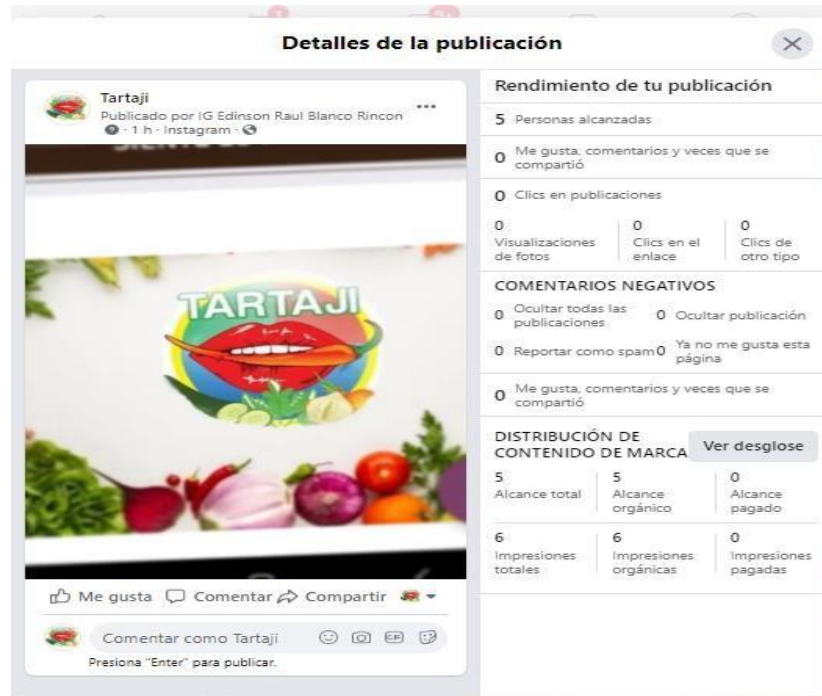 Detalles de la publicación
Tartaji
Publicado por IG Edinson Raul Blanco Rincon
1 h · Instagram ·
TARTAJI
Me gusta Comentar Compartir
Comentar como Tartaji
GIF
Presiona "Enter" para publicar.
Rendimiento de tu publicación
5 Personas alcanzadas
0 Me gusta, comentarios y veces que se
compartió
0 Clics en publicaciones
0 0 0
Visualizaciones Clics en el Clics de
de fotos enlace otro tipo
COMENTARIOS NEGATIVOS
0 Ocultar todas las
publicaciones
0 Ocultar publicación
0 Reportar como spam
0 Ya no me gusta esta
página
0 Me gusta, comentarios y veces que se
compartió
DISTRIBUCIÓN DE
CONTENIDO DE MARCA
Ver desglose
5 5 0
Alcance total Alcance Alcance
orgánico pagado
6 6 0
Impresiones Impresiones Impresiones
totales orgánicas pagadas